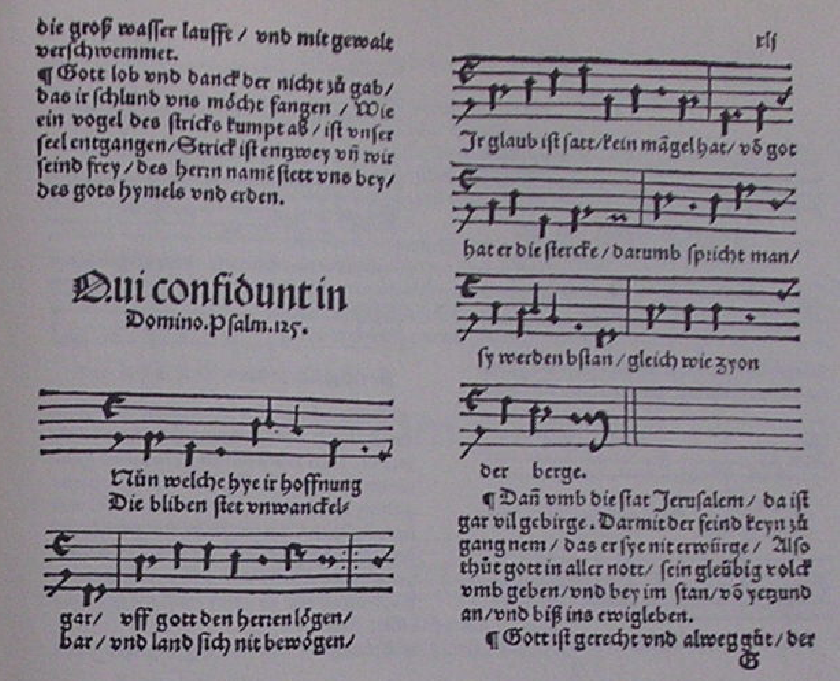 die groß wasser lauffe / vnd mit gewalt
verschwemmet.
¶ Gott lob vnd danck der nicht zů gab /
das ir schlund vns möcht fangen / Wie
ein vogel des stricks kumpt ab / ist vnser
seel entgangen / Strick ist entzwey vñ wir
seind frey / des herrn namē stett vns bey /
des gots hymels vnd erden.
Qui confidunt in
Domino. Psalm. 125.
Nůn welche hye ir hoffnung
Die bliben stet vnwanckel
gar / vff gott den herren lögen /
bar / vnd land sich nit bewögen /
xlj
Ir glaub ist satt / kein māgel hat / vō got
hat er die stercke / darumb spricht man /
sy werden bstan / gleich wie Zyon
der berge.
¶ Dañ vmb die stat Jerusalem / da ist
gar vil gebirge. Darmit der feind keyn zů
gang nem / das er sye nit erwürge / Also
thůt gott in aller nott / sein gleübig volck
vmb geben / vnd bey im stan / vō yetzund
an / vnd biß ins ewigleben.
¶ Gott ist gerecht vnd alweg gůt / der
G